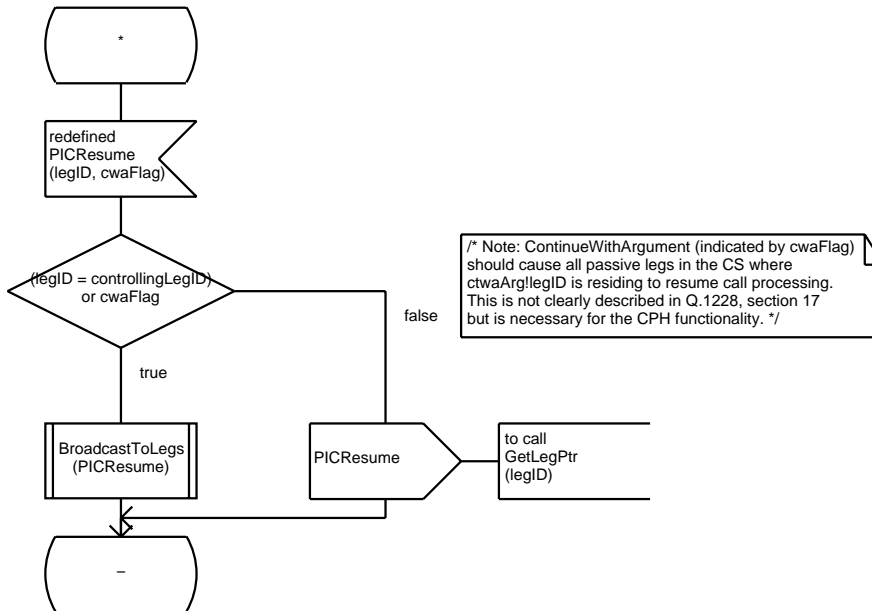 *
redefined
PICResume
(legID, cwaFlag)
(legID = controllingLegID)
or cwaFlag
/* Note: ContinueWithArgument (indicated by cwaFlag)
should cause all passive legs in the CS where
ctwaArg!legID is residing to resume call processing.
This is not clearly described in Q.1228, section 17
but is necessary for the CPH functionality. */
false
true
BroadcastToLegs
(PICResume)
PICResume
to call
GetLegPtr
(legID)
–